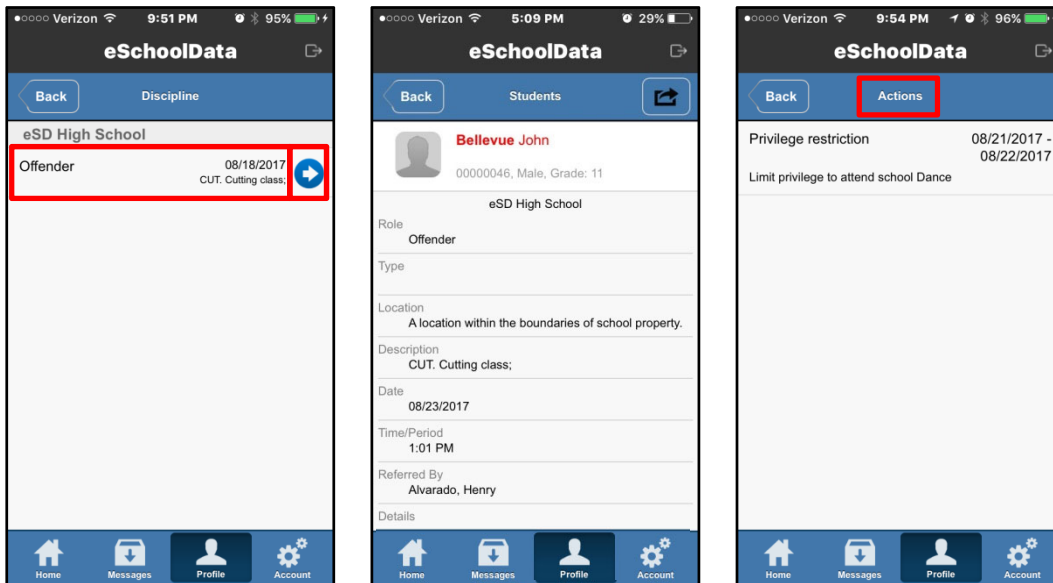 Verizon 9:51 PM 95%
eSchoolData
Back Discipline
eSD High School
Offender 08/18/2017
CUT. Cutting class;
Home Messages Profile Account
Verizon 5:09 PM 29%
eSchoolData
Back Students
Bellevue John
00000046, Male, Grade: 11
eSD High School
Role
Offender
Type
Location
A location within the boundaries of school property.
Description
CUT. Cutting class;
Date
08/23/2017
Time/Period
1:01 PM
Referred By
Alvarado, Henry
Details
Home Messages Profile Account
Verizon 9:54 PM 96%
eSchoolData
Back Actions
Privilege restriction 08/21/2017 -
08/22/2017
Limit privilege to attend school Dance
Home Messages Profile Account